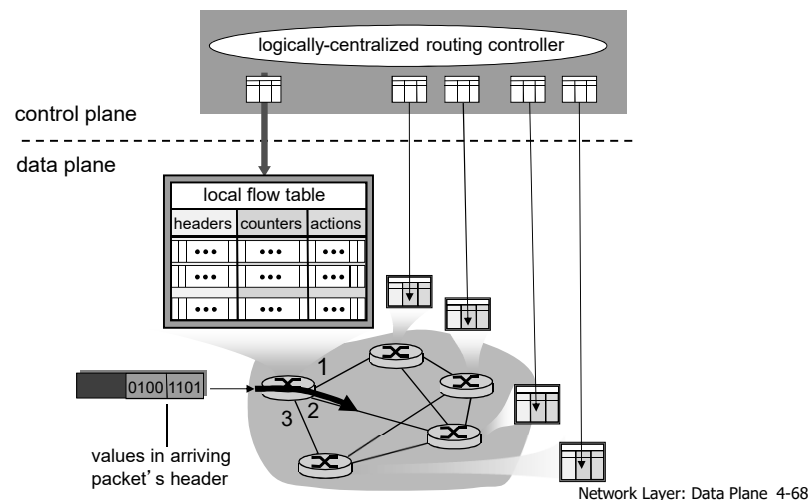 logically-centralized routing controller
control plane
data plane
local flow table
headers counters actions
1
0100 1101
3 2
values in arriving
packet's header
Network Layer: Data Plane 4-68